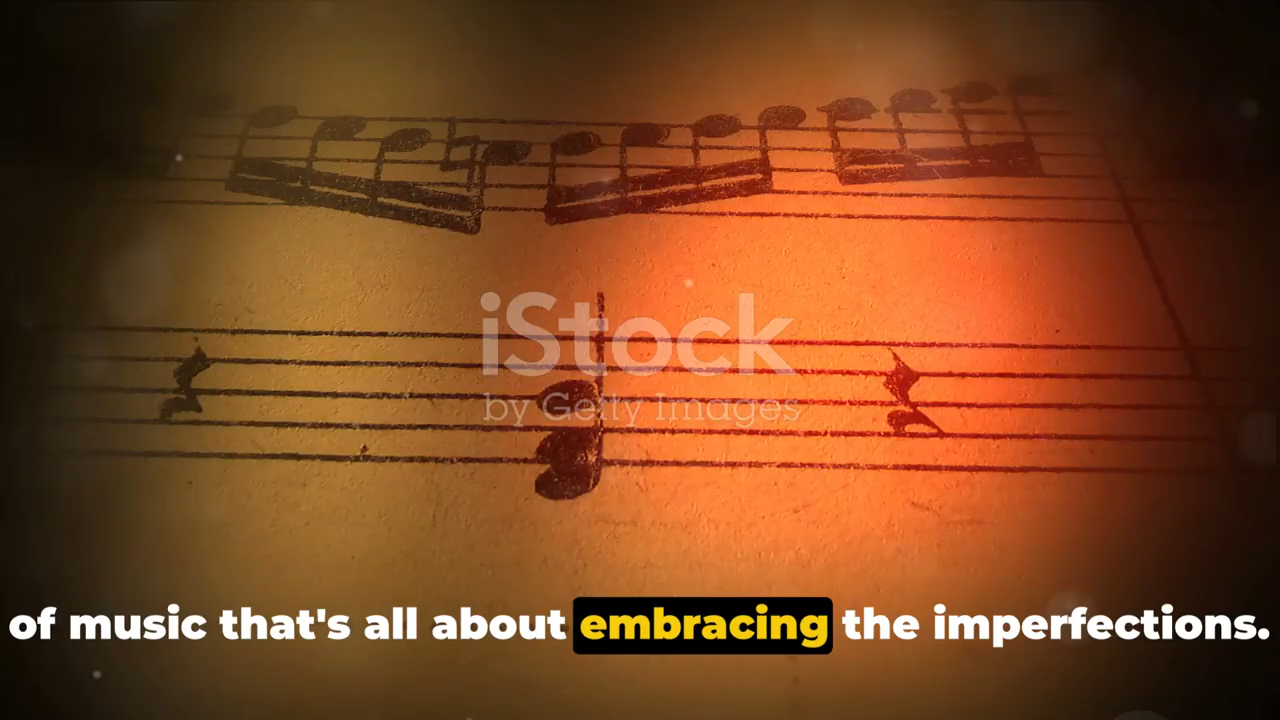 iStock
by Getty Images
of music that's all about embracing the imperfections.